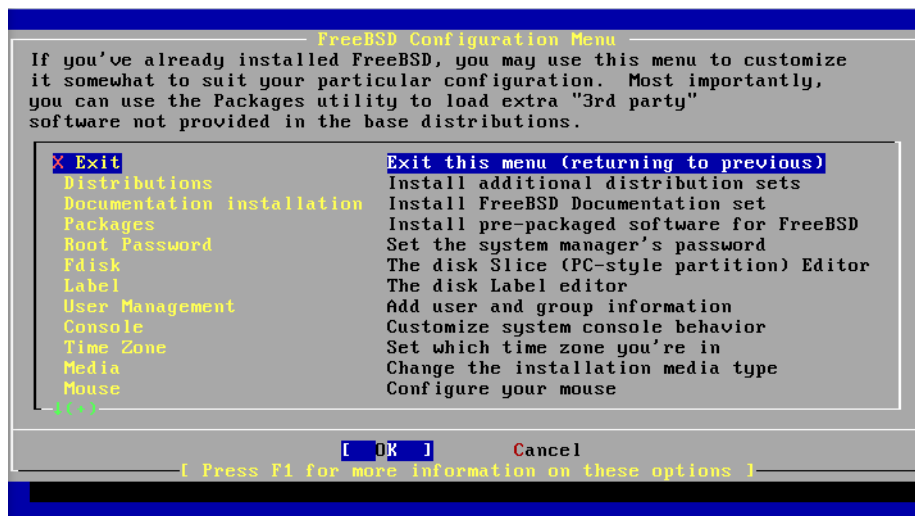 FreeBSD Configuration Menu
If you've already installed FreeBSD, you may use this menu to customize
it somewhat to suit your particular configuration.  Most importantly,
you can use the Packages utility to load extra "3rd party"
software not provided in the base distributions.
X Exit Exit this menu (returning to previous)
Distributions Install additional distribution sets
Documentation installation Install FreeBSD Documentation set
Packages Install pre-packaged software for FreeBSD
Root Password Set the system manager's password
Fdisk The disk Slice (PC-style partition) Editor
Label The disk Label editor
User Management Add user and group information
Console Customize system console behavior
Time Zone Set which time zone you're in
Media Change the installation media type
Mouse Configure your mouse
↓(+)
[ OK ] Cancel
[ Press F1 for more information on these options ]